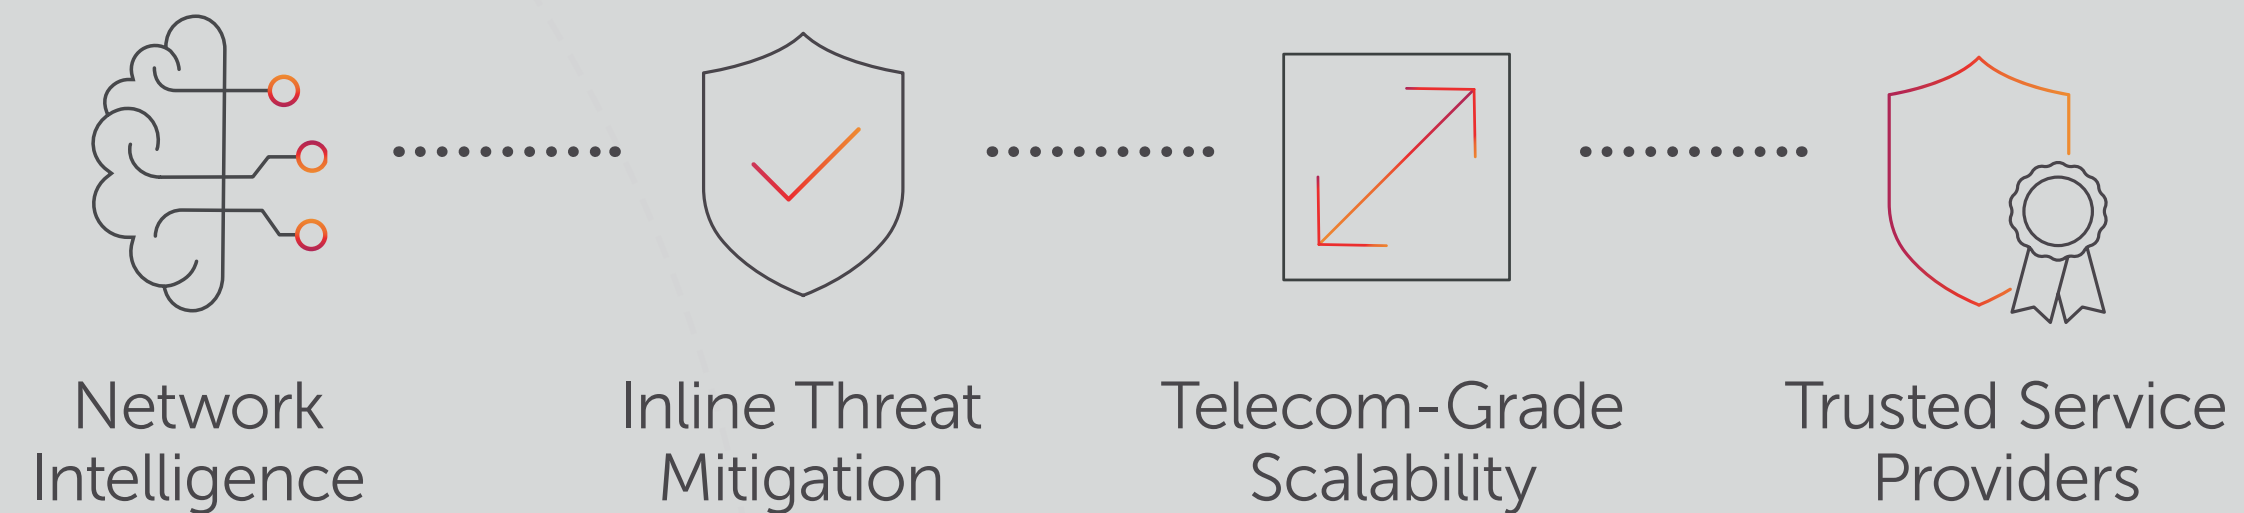 Network
Intelligence
Inline Threat
Mitigation
Telecom-Grade
Scalability
Trusted Service
Providers